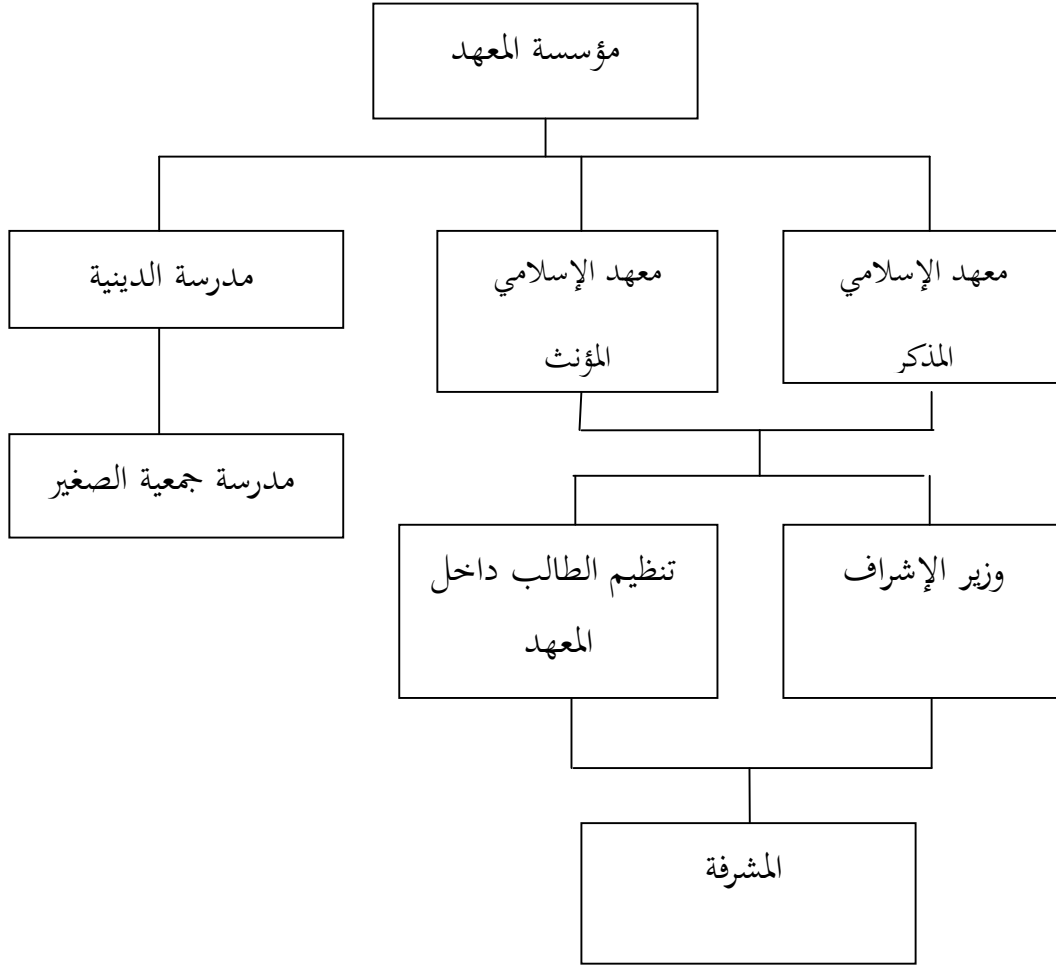 مؤسسة المعهد
معهد الإسلامي
المذكر
معهد الإسلامي
المؤنث
مدرسة الدينية
مدرسة جمعية الصغير
وزير الإشراف
تنظيم الطالب داخل
المعهد
المشرفة